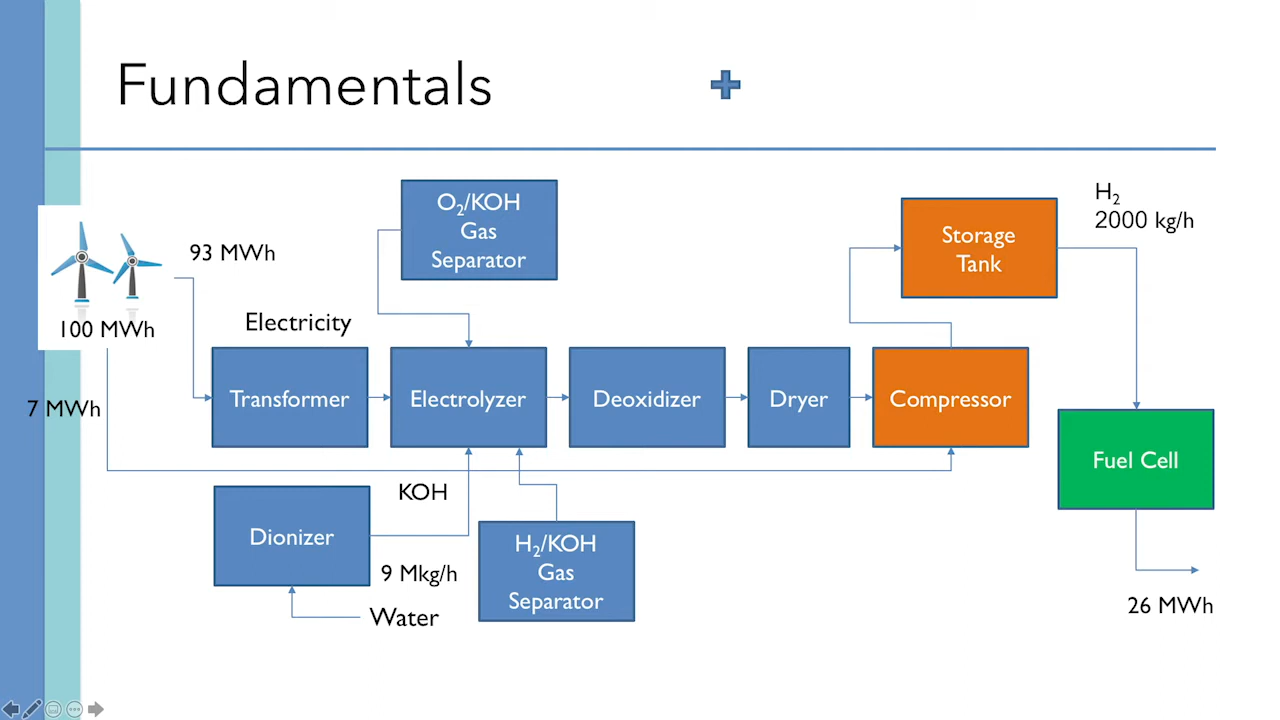 Fundamentals
O₂/KOH
Gas
Separator
H₂
2000 kg/h
Storage
Tank
93 MWh
100 MWh
Electricity
7 MWh
Transformer
Electrolyzer
Deoxidizer
Dryer
Compressor
Fuel Cell
KOH
Dionizer
H₂/KOH
Gas
Separator
9 Mkg/h
Water
26 MWh